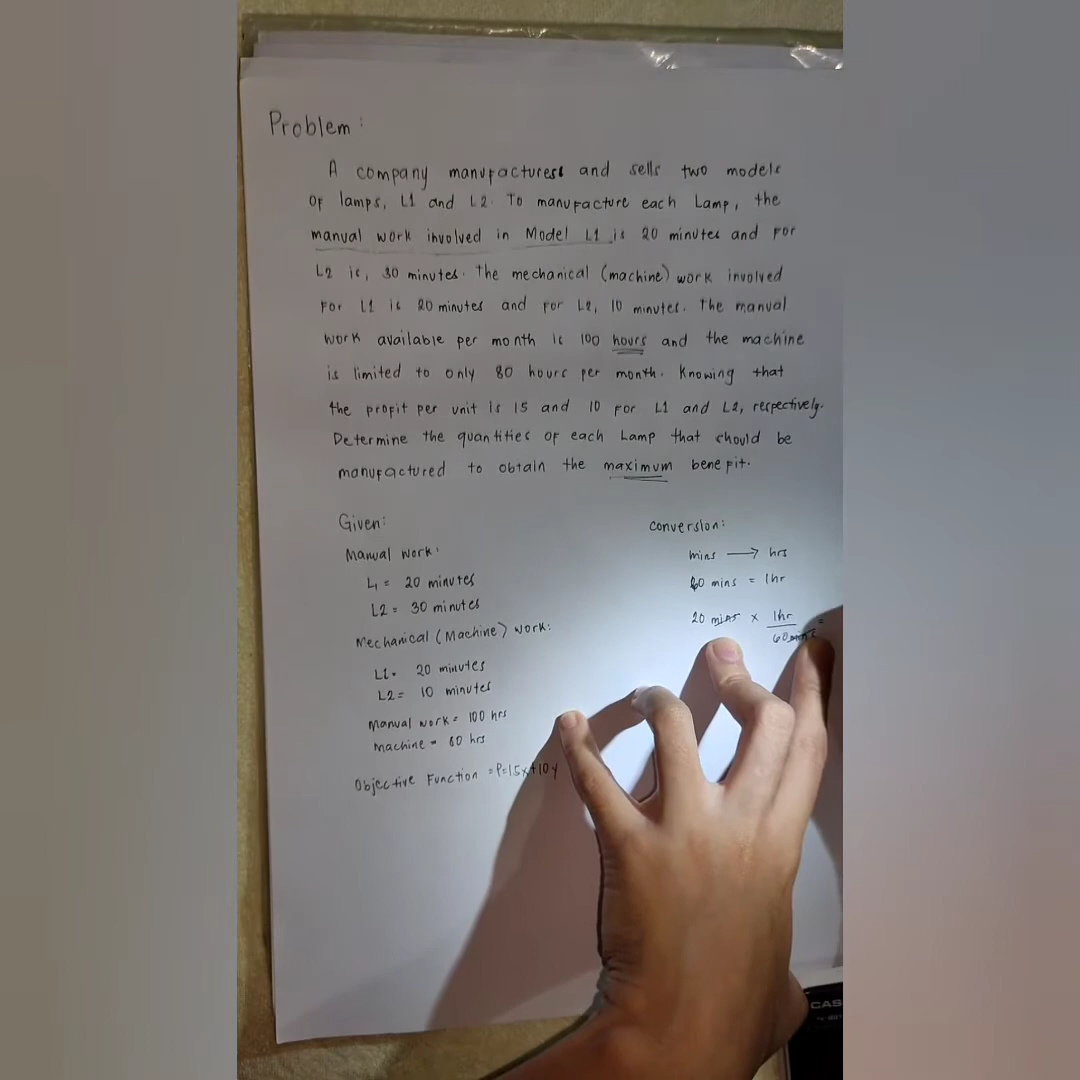 Problem:
A company manufactures and sells two models
of lamps, L1 and L2. To manufacture each Lamp, the
manual work involved in Model L1 is 20 minutes and for
L2 is, 30 minutes. The mechanical (machine) work involved
for L1 is 20 minutes and for L2, 10 minutes. The manual
work available per month is 100 hours and the machine
is limited to only 80 hours per month. Knowing that
the profit per unit is 15 and 10 for L1 and L2, respectively.
Determine the quantities of each Lamp that should be
manufactured to obtain the maximum benefit.
Given:
Manual work:
L1 = 20 minutes
L2 = 30 minutes
Mechanical (Machine) work:
L1. 20 minutes
L2 = 10 minutes
Manual work = 100 hrs
Machine = 80 hrs
Objective Function = P=15x+10y
Conversion:
mins → hrs
60 mins = 1hr
20 mins x 1hr
60 mins =
CAS